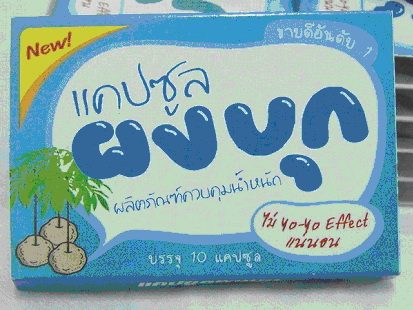 New!
ขายดีอันดับ 1
แคปซูล
ผงบุก
ผลิตภัณฑ์ควบคุมน้ำหนัก
ไม่ Yo-Yo Effect
แน่นอน
บรรจุ 10 แคปซูล